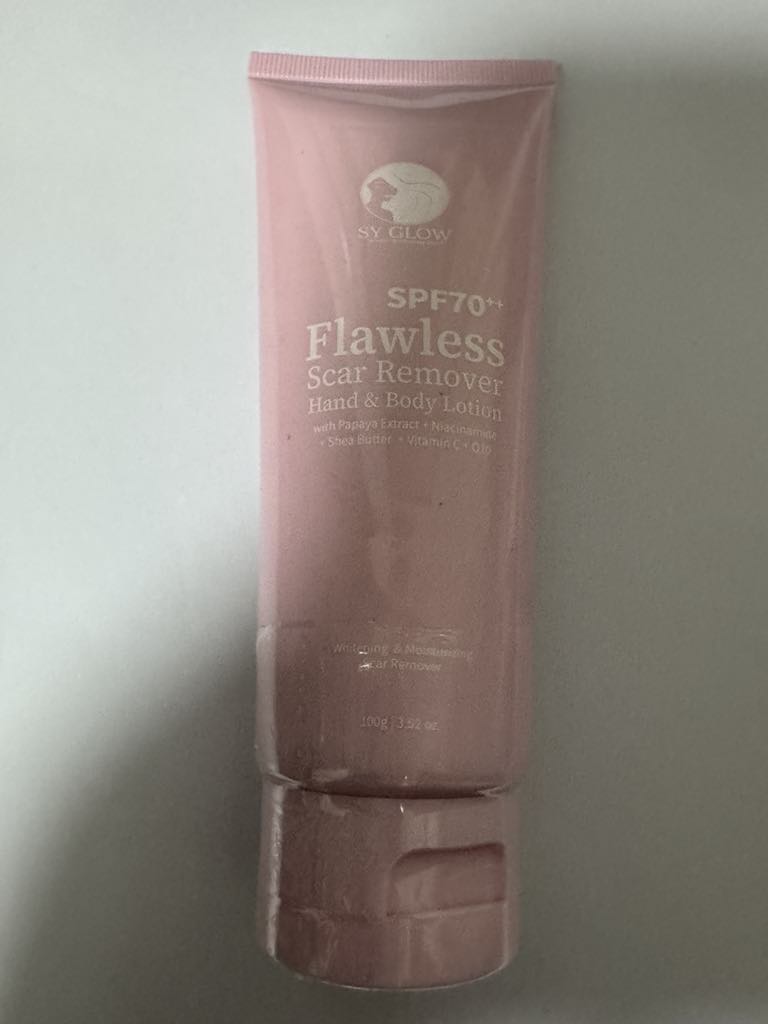 SY GLOW
SPF70++
Flawless
Scar Remover
Hand & Body Lotion
with Papaya Extract • Niacinamide
• Shea Butter • Vitamin C • Q10
Whitening & Moisturizing
Scar Remover
100g | 3.52 oz.